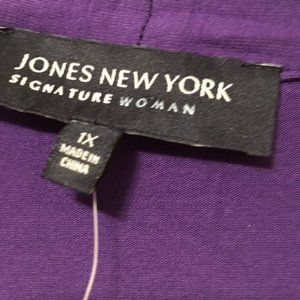 JONES NEW YORK
SIGNATURE WOMAN
1X
MADE IN
CHINA